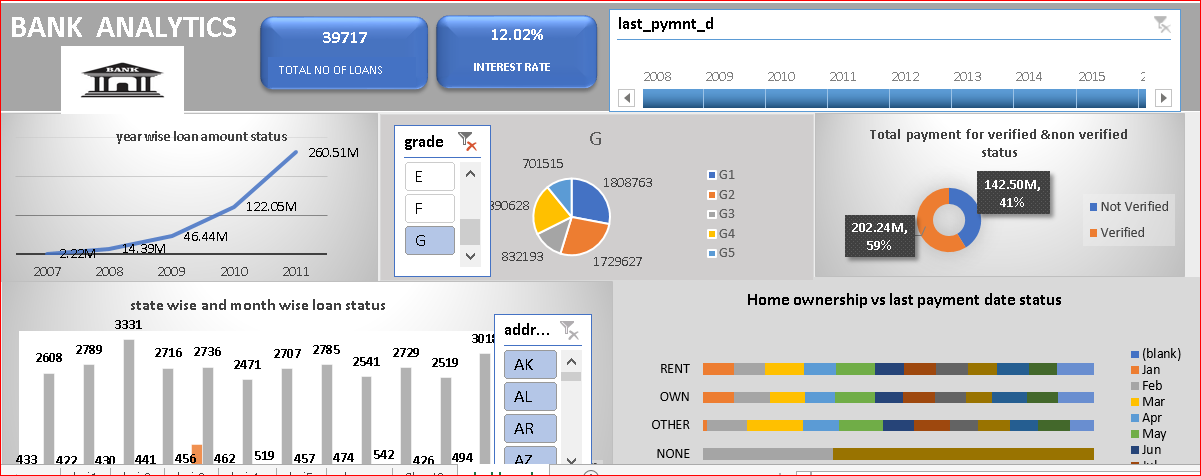 BANK ANALYTICS
BANK
39717
TOTAL NO OF LOANS
12.02%
INTEREST RATE
last_pymnt_d
2008 2009 2010 2011 2012 2013 2014 2015
year wise loan amount status
260.51M
122.05M
46.44M
14.39M
2.22M
2007 2008 2009 2010 2011
grade
E
F
G
G
701515
1808763
890628
832193
1729627
G1
G2
G3
G4
G5
Total payment for verified &non verified
status
142.50M,
41%
202.24M,
59%
Not Verified
Verified
state wise and month wise loan status
3331
2608 2789 2716 2736 2471 2707 2785 2541 2729 2519 3018
433 422 430 441 456 462 519 457 474 542 426 494
addr...
AK
AL
AR
AZ
Home ownership vs last payment date status
RENT
OWN
OTHER
NONE
(blank)
Jan
Feb
Mar
Apr
May
Jun
Jul